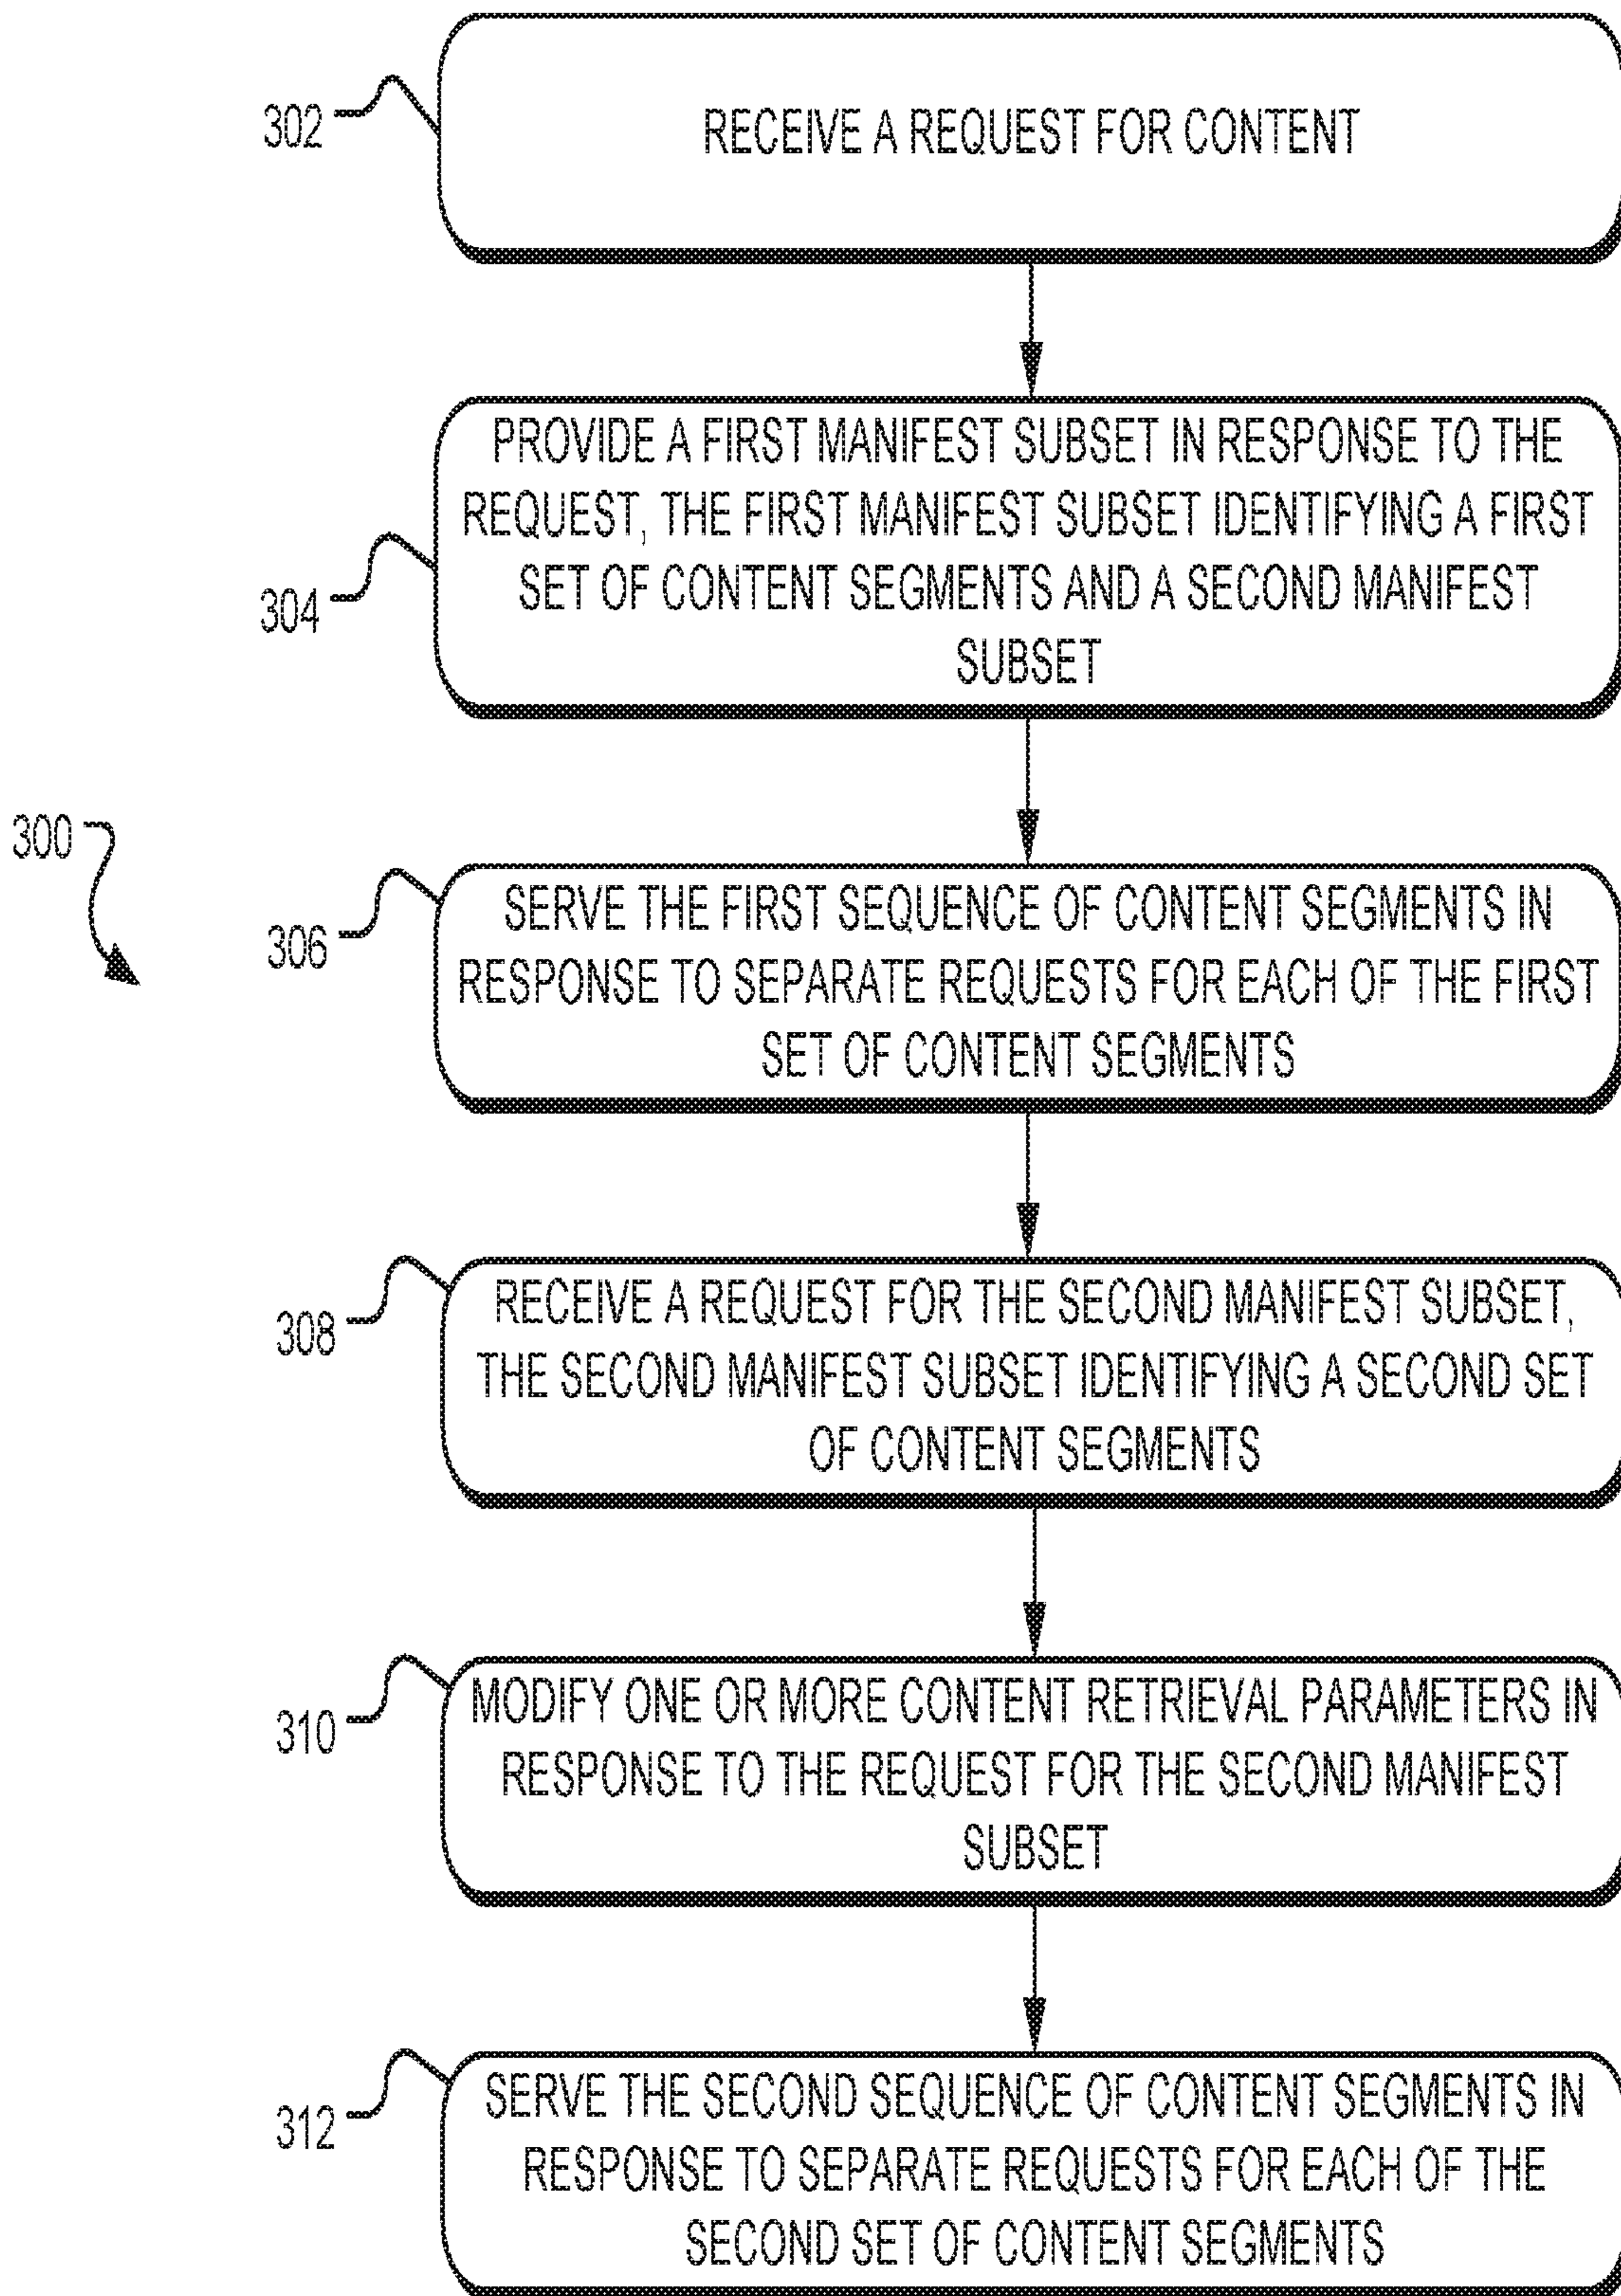 302
RECEIVE A REQUEST FOR CONTENT
304
PROVIDE A FIRST MANIFEST SUBSET IN RESPONSE TO THE
REQUEST, THE FIRST MANIFEST SUBSET IDENTIFYING A FIRST
SET OF CONTENT SEGMENTS AND A SECOND MANIFEST
SUBSET
300
306
SERVE THE FIRST SEQUENCE OF CONTENT SEGMENTS IN
RESPONSE TO SEPARATE REQUESTS FOR EACH OF THE FIRST
SET OF CONTENT SEGMENTS
308
RECEIVE A REQUEST FOR THE SECOND MANIFEST SUBSET,
THE SECOND MANIFEST SUBSET IDENTIFYING A SECOND SET
OF CONTENT SEGMENTS
310
MODIFY ONE OR MORE CONTENT RETRIEVAL PARAMETERS IN
RESPONSE TO THE REQUEST FOR THE SECOND MANIFEST
SUBSET
312
SERVE THE SECOND SEQUENCE OF CONTENT SEGMENTS IN
RESPONSE TO SEPARATE REQUESTS FOR EACH OF THE
SECOND SET OF CONTENT SEGMENTS